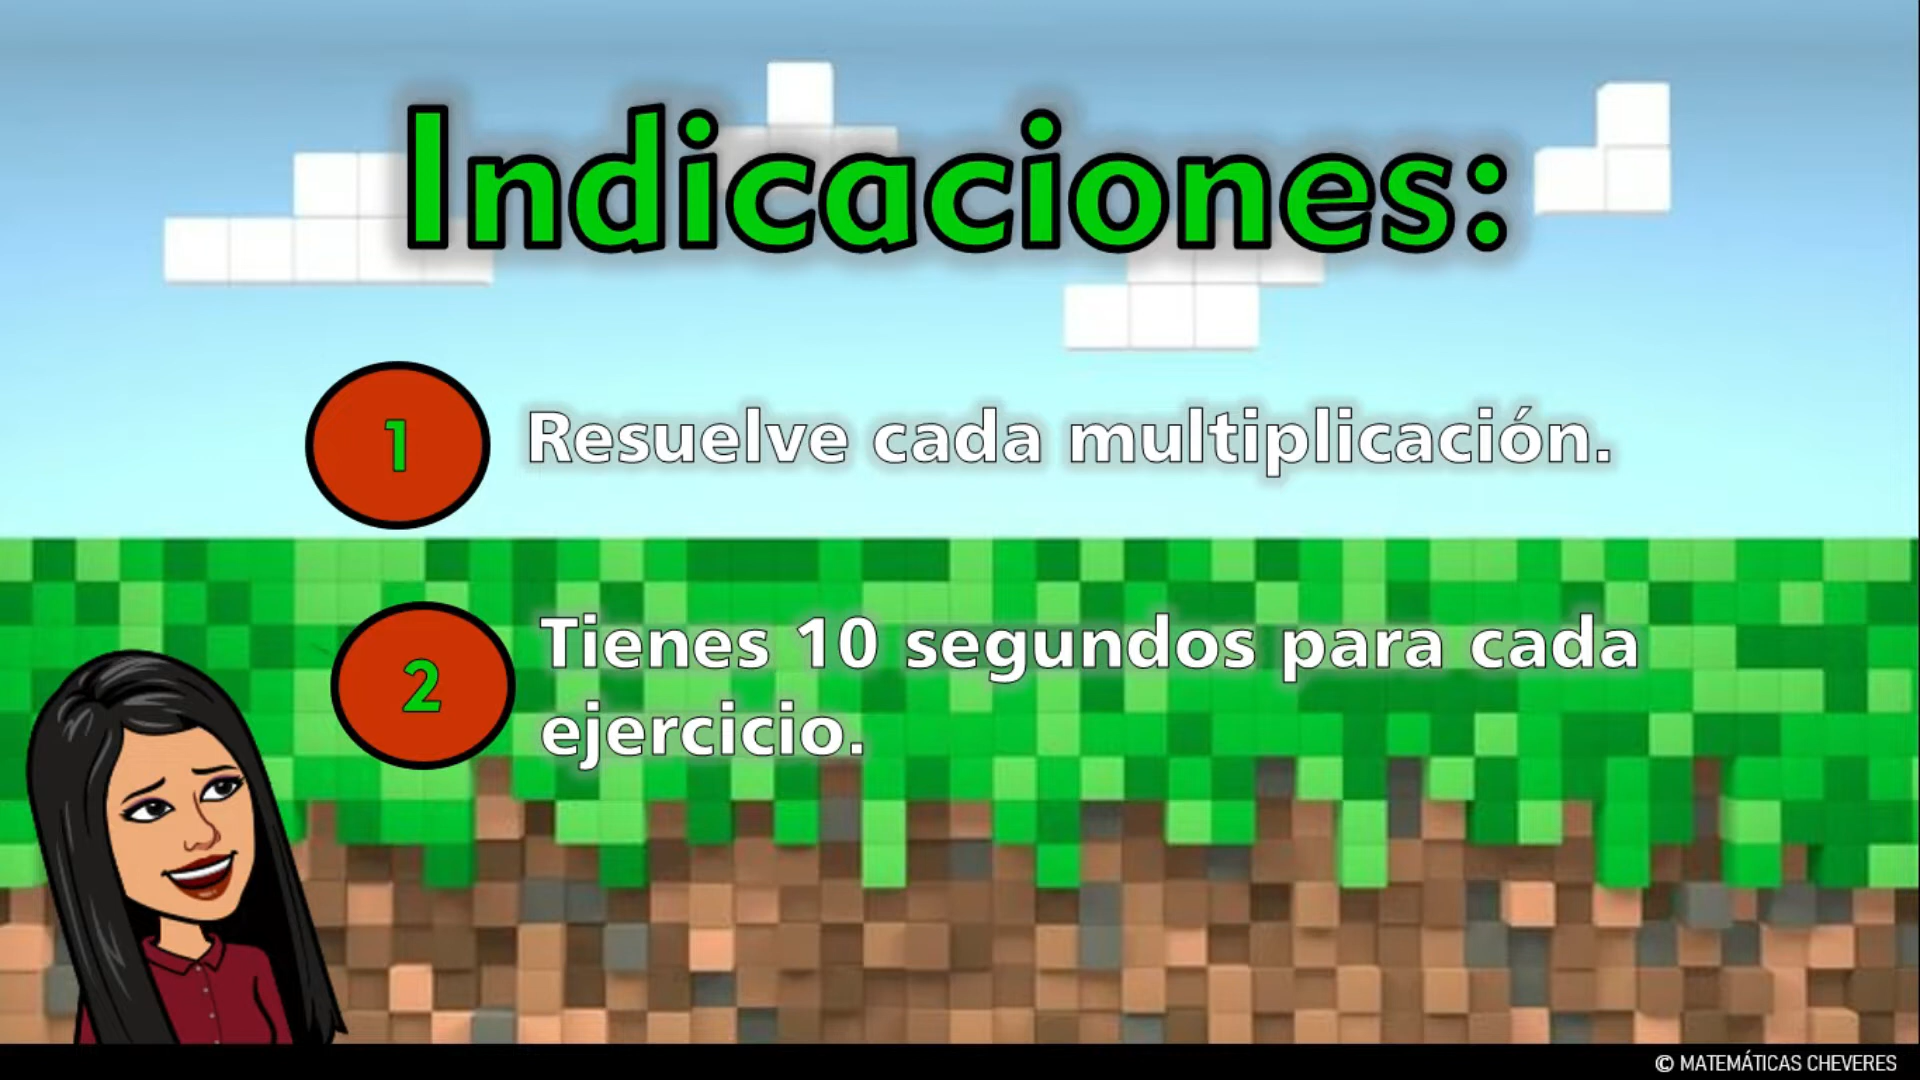 Indicaciones:
1 Resuelve cada multiplicación.
2 Tienes 10 segundos para cada
ejercicio.
© MATEMÁTICAS CHEVERES